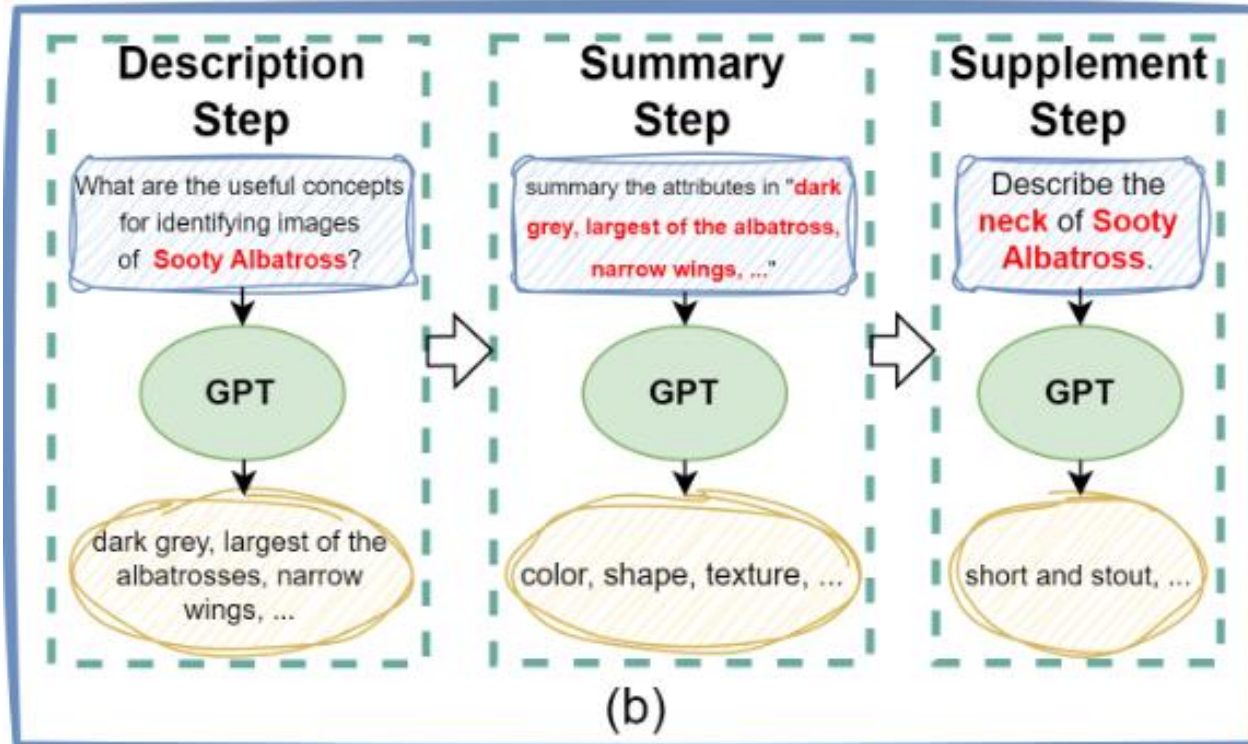 Description
Step
What are the useful concepts
for identifying images
of Sooty Albatross?
GPT
dark grey, largest of the
albatrosses, narrow
wings, ...
Summary
Step
summary the attributes in "dark
grey, largest of the albatross,
narrow wings, ..."
GPT
color, shape, texture, ...
Supplement
Step
Describe the
neck of Sooty
Albatross.
GPT
short and stout, ...
(b)